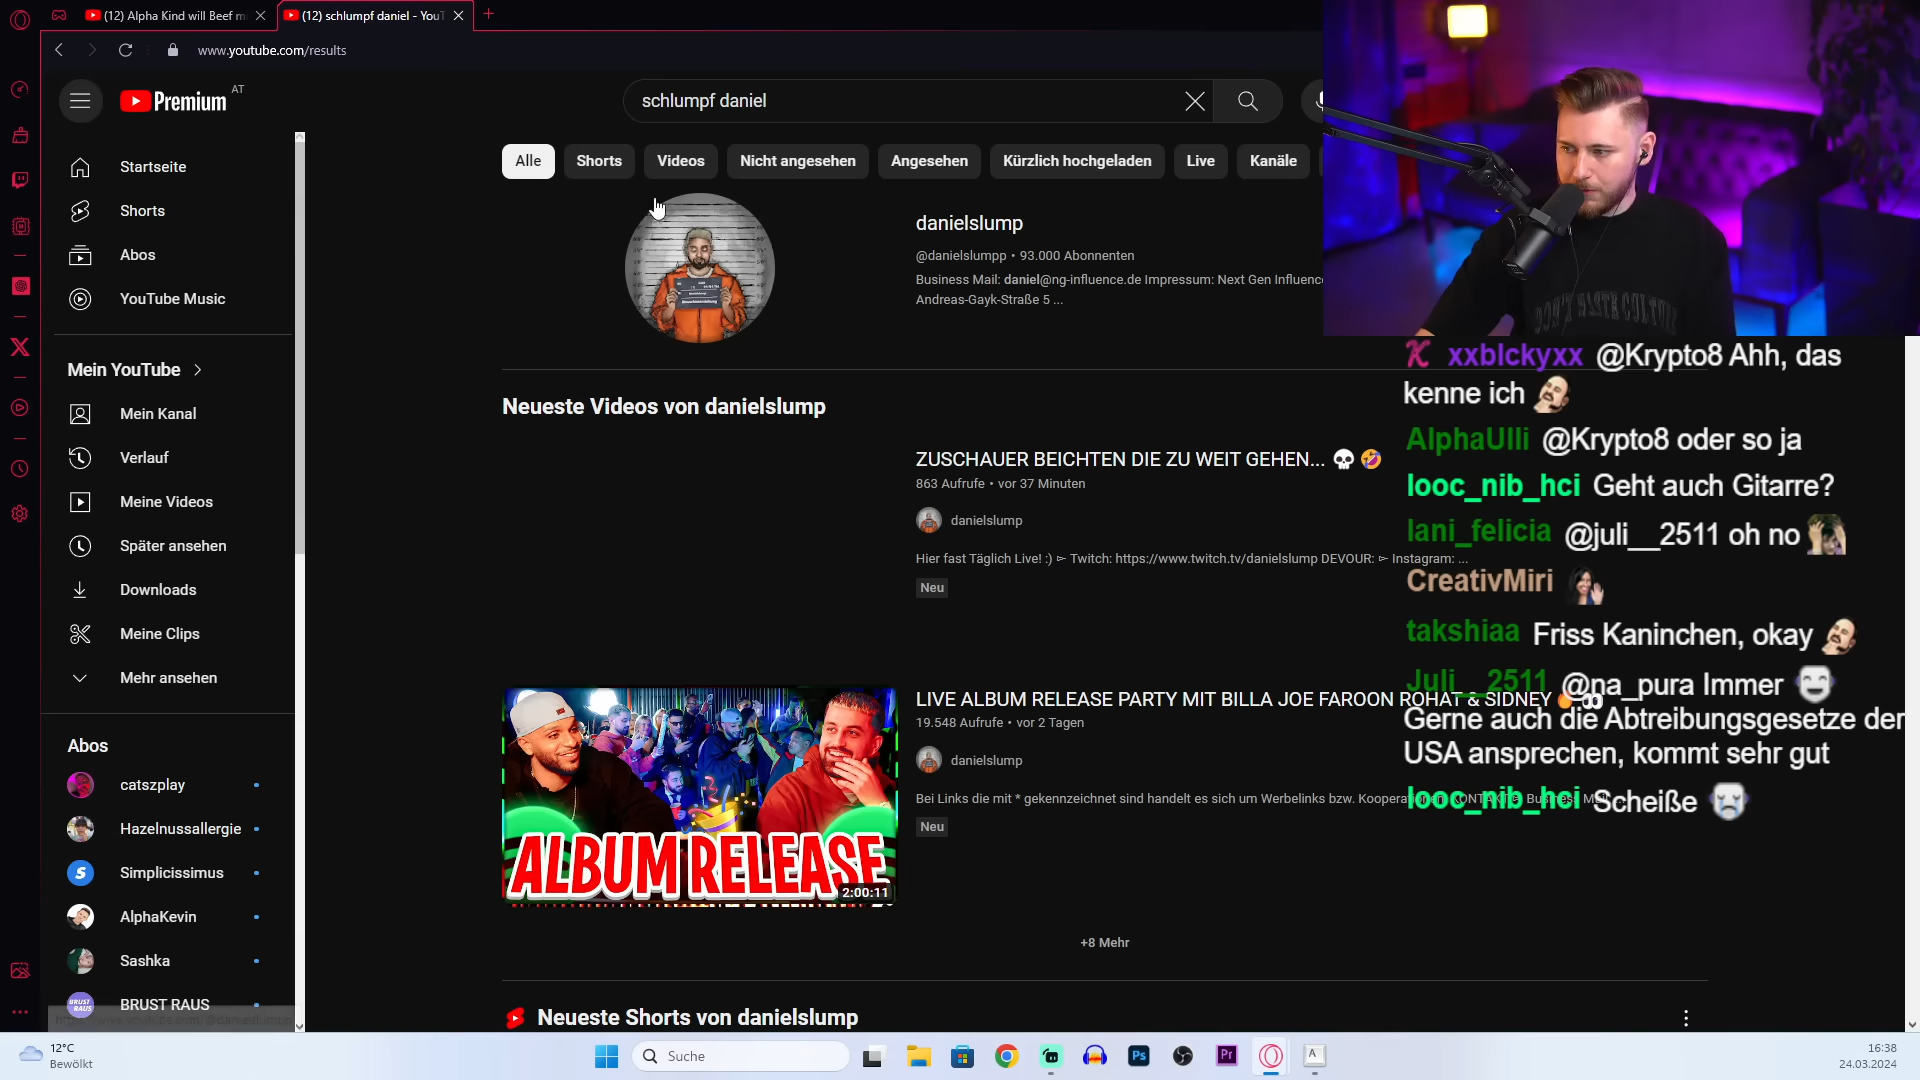 (12) Alpha Kind will Beef mi
(12) schlumpf daniel - YouT
www.youtube.com/results
Premium
AT
schlumpf daniel
Alle
Shorts
Videos
Nicht angesehen
Angesehen
Kürzlich hochgeladen
Live
Kanäle
Startseite
Shorts
Abos
YouTube Music
Mein YouTube
Mein Kanal
Verlauf
Meine Videos
Später ansehen
Downloads
Meine Clips
Mehr ansehen
Abos
catszplay
Hazelnussallergie
Simplicissimus
AlphaKevin
Sashka
BRUST RAUS
danielslump
@danielslumpp • 93.000 Abonnenten
Business Mail: daniel@ng-influence.de Impressum: Next Gen Influence
Andreas-Gayk-Straße 5 ...
Neueste Videos von danielslump
ZUSCHAUER BEICHTEN DIE ZU WEIT GEHEN... 💀🤣
863 Aufrufe • vor 37 Minuten
danielslump
Hier fast Täglich Live! :) ⊳ Twitch: https://www.twitch.tv/danielslump DEVOUR: ⊳ Instagram: ...
Neu
ALBUM RELEASE
2:00:11
LIVE ALBUM RELEASE PARTY MIT BILLA JOE FAROON ROHAT & SIDNEY
19.548 Aufrufe • vor 2 Tagen
danielslump
Bei Links die mit * gekennzeichnet sind handelt es sich um Werbelinks bzw.
Neu
+8 Mehr
Neueste Shorts von danielslump
xxblckyxx @Krypto8 Ahh, das
kenne ich
AlphaUlli @Krypto8 oder so ja
looc_nib_hci Geht auch Gitarre?
lani_felicia @juli__2511 oh no
CreativMiri
takshiaa Friss Kaninchen, okay
Juli__2511 @na_pura Immer
Gerne auch die Abtreibungsgesetze der
USA ansprechen, kommt sehr gut
looc_nib_hci Scheiße
12°C
Bewölkt
Suche
Ps
Pr
A
16:38
24.03.2024